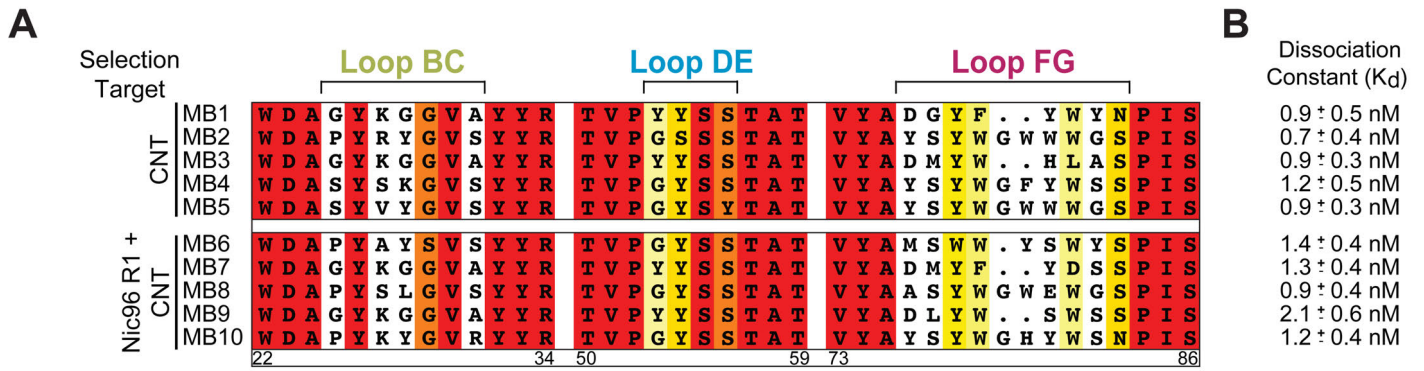 A
B
Selection
Target
Loop BC
Loop DE
Loop FG
Dissociation
Constant (Kd)
CNT
MB1 W D A G Y K G G V A Y Y R T V P Y Y S S T A T V Y A D G Y F . . Y W Y N P I S 0.9 ± 0.5 nM
MB2 W D A P Y R Y G V S Y Y R T V P G S S S T A T V Y A Y S Y W G W W W G S P I S 0.7 ± 0.4 nM
MB3 W D A G Y K G G V A Y Y R T V P Y Y S S T A T V Y A D M Y W . . H L A S P I S 0.9 ± 0.3 nM
MB4 W D A S Y S K G V S Y Y R T V P G Y S S T A T V Y A Y S Y W G F Y W S S P I S 1.2 ± 0.5 nM
MB5 W D A S Y V Y G V S Y Y R T V P G Y S Y T A T V Y A Y S Y W G W W W G S P I S 0.9 ± 0.3 nM
Nic96 R1 +
CNT
MB6 W D A P Y A Y S V S Y Y R T V P G Y S S T A T V Y A M S W W . Y S W Y S P I S 1.4 ± 0.4 nM
MB7 W D A G Y K G G V A Y Y R T V P Y Y S S T A T V Y A D M Y F . . Y D S S P I S 1.3 ± 0.4 nM
MB8 W D A P Y S L G V S Y Y R T V P G Y S S T A T V Y A A S Y W G W E W G S P I S 0.9 ± 0.4 nM
MB9 W D A G Y K G G V A Y Y R T V P Y Y S S T A T V Y A D L Y W . . S W S S P I S 2.1 ± 0.6 nM
MB10 W D A P Y K Y G V R Y Y R T V P G Y S S T A T V Y A Y S Y W G H Y W S N P I S 1.2 ± 0.4 nM
22 34 50 59 73 86